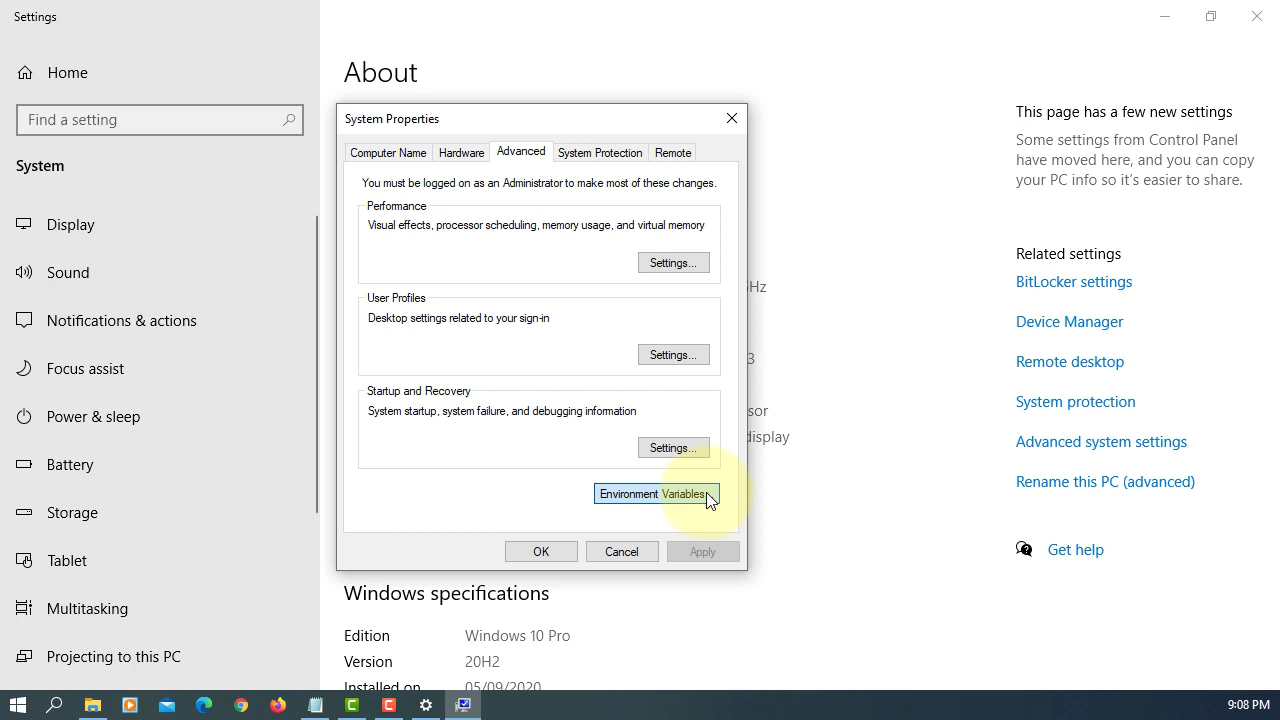 Settings
Home
Find a setting
System
Display
Sound
Notifications & actions
Focus assist
Power & sleep
Battery
Storage
Tablet
Multitasking
Projecting to this PC
About
System Properties
Computer Name
Hardware
Advanced
System Protection
Remote
You must be logged on as an Administrator to make most of these changes.
Performance
Visual effects, processor scheduling, memory usage, and virtual memory
Settings...
User Profiles
Desktop settings related to your sign-in
Settings...
Startup and Recovery
System startup, system failure, and debugging information
Settings...
Environment Variables
OK
Cancel
Apply
Hz
3
sor
display
Windows specifications
Edition Windows 10 Pro
Version 20H2
Installed on 05/09/2020
This page has a few new settings
Some settings from Control Panel
have moved here, and you can copy
your PC info so it's easier to share.
Related settings
BitLocker settings
Device Manager
Remote desktop
System protection
Advanced system settings
Rename this PC (advanced)
Get help
9:08 PM